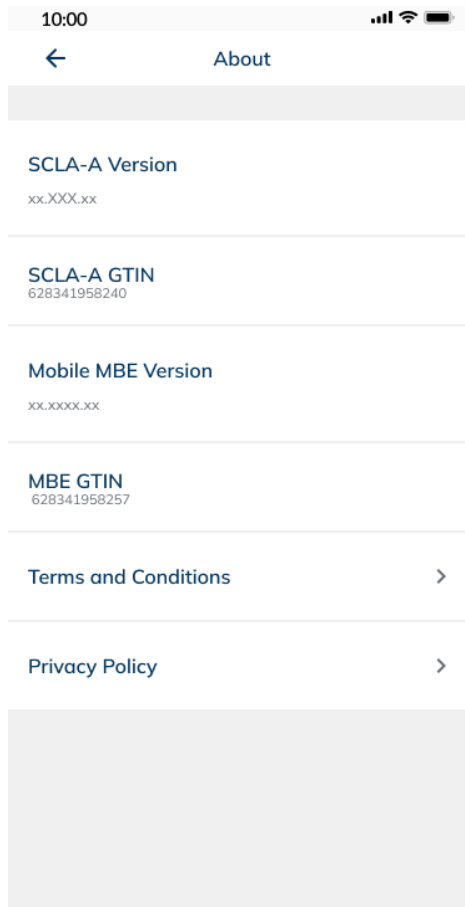 10:00
About
SCLA-A Version
xx.XXX.xx
SCLA-A GTIN
628341958240
Mobile MBE Version
xx.xxxx.xx
MBE GTIN
628341958257
Terms and Conditions
Privacy Policy